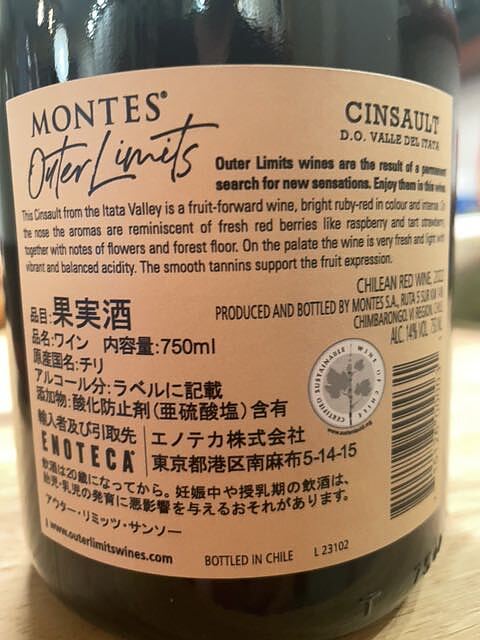 MONTES®
Outer Limits
CINSAULT
D.O. VALLE DEL ITATA
Outer Limits wines are the result of a permanent
search for new sensations. Enjoy them in this wine.
This Cinsault from the Itata Valley is a fruit-forward wine, bright ruby-red in colour and intense. On
the nose the aromas are reminiscent of fresh red berries like raspberry and tart strawberry,
together with notes of flowers and forest floor. On the palate the wine is very fresh and light with
vibrant and balanced acidity. The smooth tannins support the fruit expression.
CHILEAN RED WINE, 2022
PRODUCED AND BOTTLED BY MONTES S.A., RUTA 5 SUR KM
CHIMBARONGO, VI REGION, CHILE
ALC. 14% VOL. 750 ML
品目:果実酒
品名:ワイン 内容量:750ml
原産国名:チリ
アルコール分:ラベルに記載
添加物:酸化防止剤(亜硫酸塩)含有
輸入者及び引取先
ENOTECA®
エノテカ株式会社
東京都港区南麻布5-14-15
飲酒は20歳になってから。妊娠中や授乳期の飲酒は、
胎児・乳児の発育に悪影響を与えるおそれがあります。
アウター・リミッツ・サンソー
www.outerlimitswines.com
BOTTLED IN CHILE
L 23102
CERTIFIED SUSTAINABLE
WINE OF CHILE